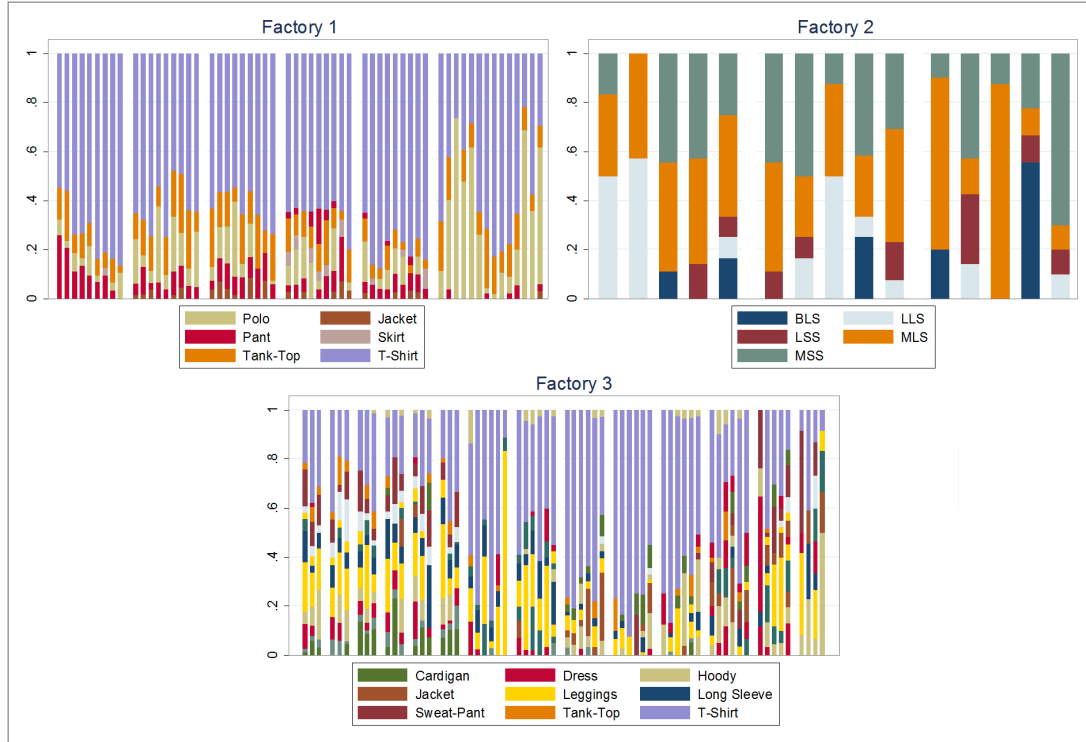 Factory 1
Factory 2
1
.8
.6
.4
.2
0
1
.8
.6
.4
.2
0
Polo
Jacket
Pant
Skirt
Tank-Top
T-Shirt
BLS
LLS
LSS
MLS
MSS
Factory 3
1
.8
.6
.4
.2
0
Cardigan
Dress
Hoody
Jacket
Leggings
Long Sleeve
Sweat-Pant
Tank-Top
T-Shirt